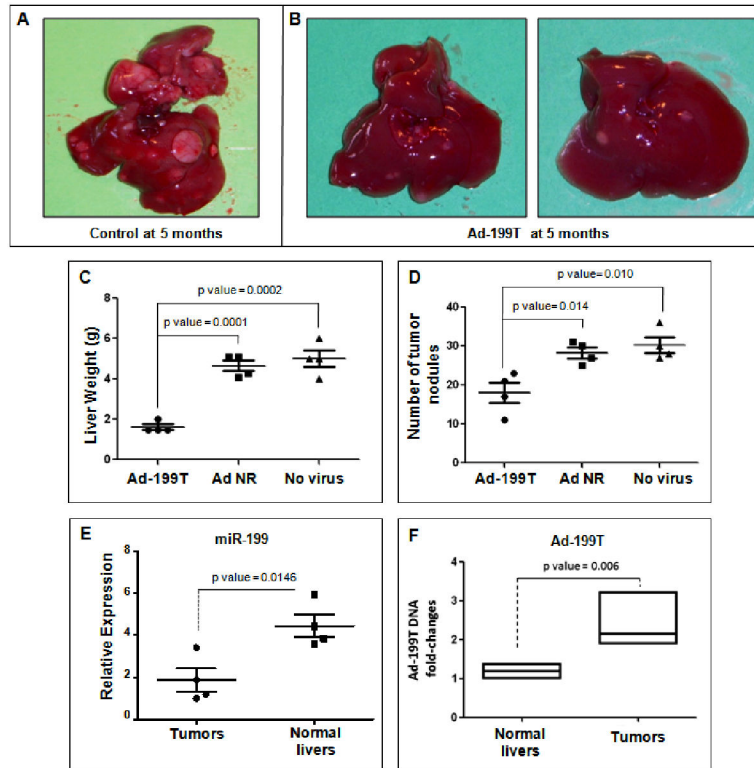 A
B
Control at 5 months
Ad-199T at 5 months
C
p value = 0.0002
p value = 0.0001
Liver Weight (g)
8
6
4
2
0
Ad-199T
Ad NR
No virus
D
p value= 0.010
p value= 0.014
Number of tumor
nodules
40
30
20
10
0
Ad-199T
Ad NR
No virus
E
miR-199
p value = 0.0146
Relative Expression
8
6
4
2
0
Tumors
Normal
livers
F
Ad-199T
p value = 0.006
Ad-199T DNA
fold-changes
4
3
2
1
0
Normal
livers
Tumors